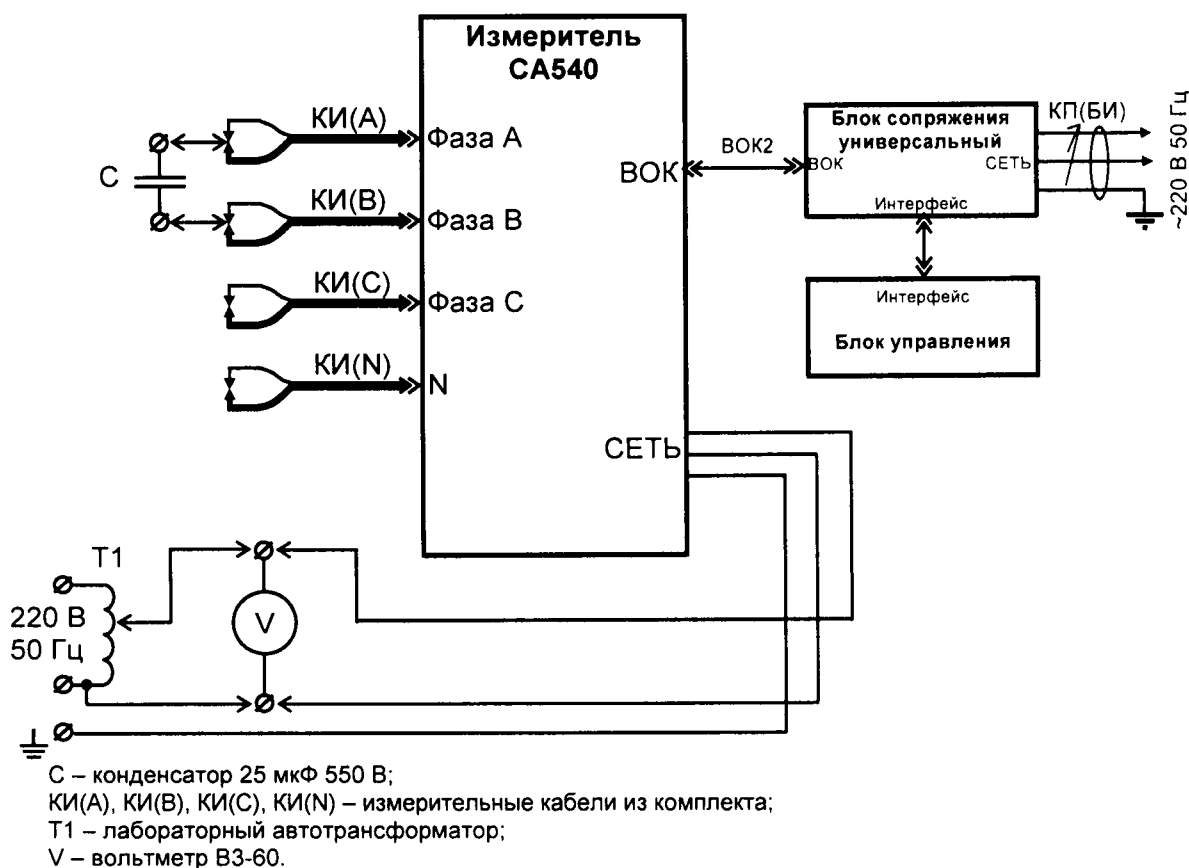 Измеритель
СА540
КИ(А)
Фаза А
С
КИ(В)
Фаза В
КИ(С)
Фаза С
КИ(N)
N
ВОК
СЕТЬ
ВОК2
Блок сопряжения
универсальный
ВОК
СЕТЬ
Интерфейс
КП(БИ)
~220 В 50 Гц
Интерфейс
Блок управления
Т1
220 В
50 Гц
V
С – конденсатор 25 мкФ 550 В;
КИ(А), КИ(В), КИ(С), КИ(N) – измерительные кабели из комплекта;
Т1 – лабораторный автотрансформатор;
V – вольтметр В3-60.